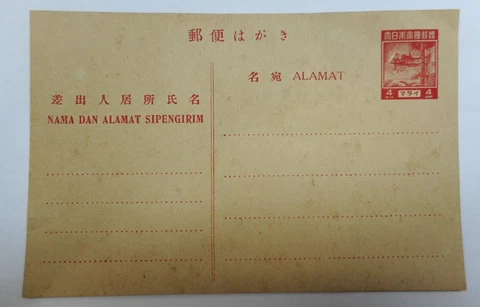 郵便はがき
大日本帝國郵便
名宛 ALAMAT
4 マライ 4
差出人居所氏名
NAMA DAN ALAMAT SIPENGIRIM